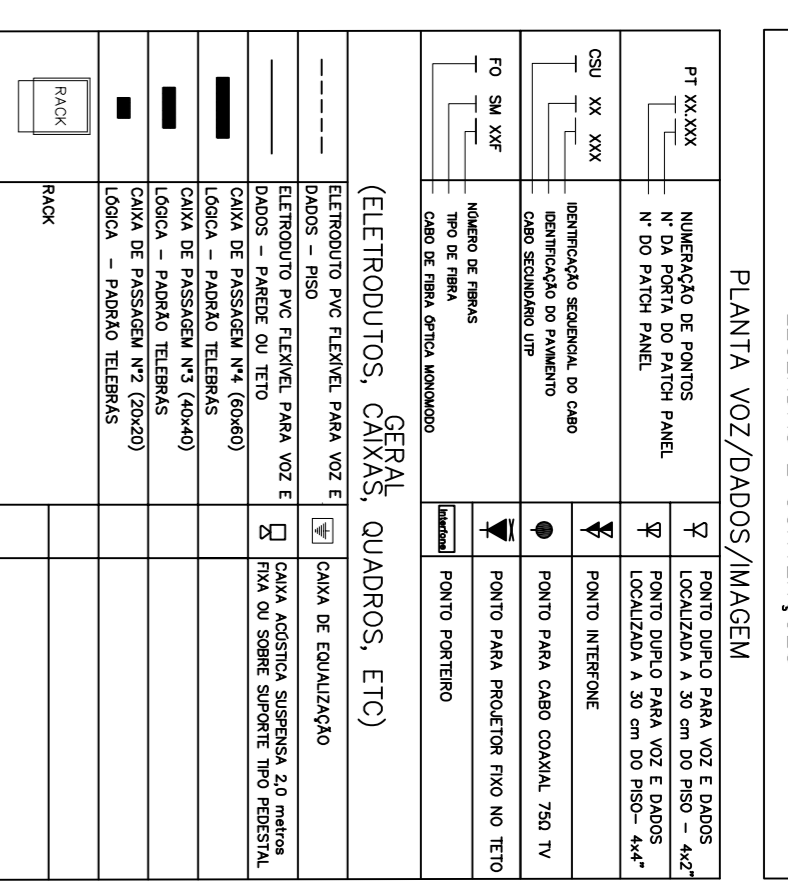 PLANTA VOZ/DADOS/IMAGEM
PT XX.XXX
NUMERAÇÃO DE PONTOS
N° DA PORTA DO PATCH PANEL
N° DO PATCH PANEL
PONTO DUPLO PARA VOZ E DADOS
LOCALIZADA A 30 cm DO PISO - 4x2"
PONTO DUPLO PARA VOZ E DADOS
LOCALIZADA A 30 cm DO PISO- 4x4"
CSU XX XXX
IDENTIFICAÇÃO SEQUENCIAL DO CABO
IDENTIFICAÇÃO DO PAVIMENTO
CABO SECUNDÁRIO UTP
PONTO INTERFONE
PONTO PARA CABO COAXIAL 75Ω TV
FO SM XXF
NÚMERO DE FIBRAS
TIPO DE FIBRA
CABO DE FIBRA ÓPTICA MONOMODO
PONTO PARA PROJETOR FIXO NO TETO
Interfone
PONTO PORTEIRO
GERAL
(ELETRODUTOS, CAIXAS, QUADROS, ETC)
ELETRODUTO PVC FLEXÍVEL PARA VOZ E
DADOS - PISO
CAIXA DE EQUALIZAÇÃO
ELETRODUTO PVC FLEXÍVEL PARA VOZ E
DADOS - PAREDE OU TETO
CAIXA ACÚSTICA SUSPENSA 2,0 metros
FIXA OU SOBRE SUPORTE TIPO PEDESTAL
CAIXA DE PASSAGEM N°4 (60x60)
LÓGICA - PADRÃO TELEBRÁS
CAIXA DE PASSAGEM N°3 (40x40)
LÓGICA - PADRÃO TELEBRÁS
CAIXA DE PASSAGEM N°2 (20x20)
LÓGICA - PADRÃO TELEBRÁS
RACK
RACK